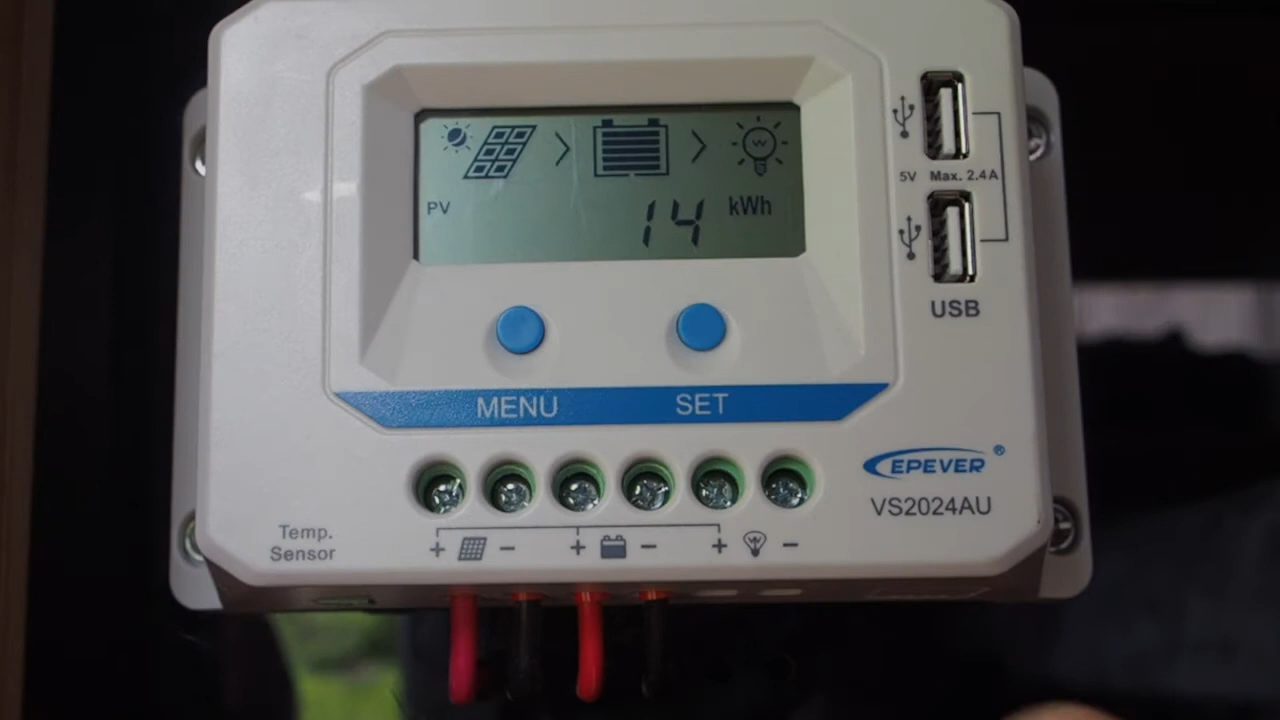 PV
14 kWh
5V Max. 2.4A
USB
MENU SET
EPEVER ®
VS2024AU
Temp.
Sensor
+ - + - + -